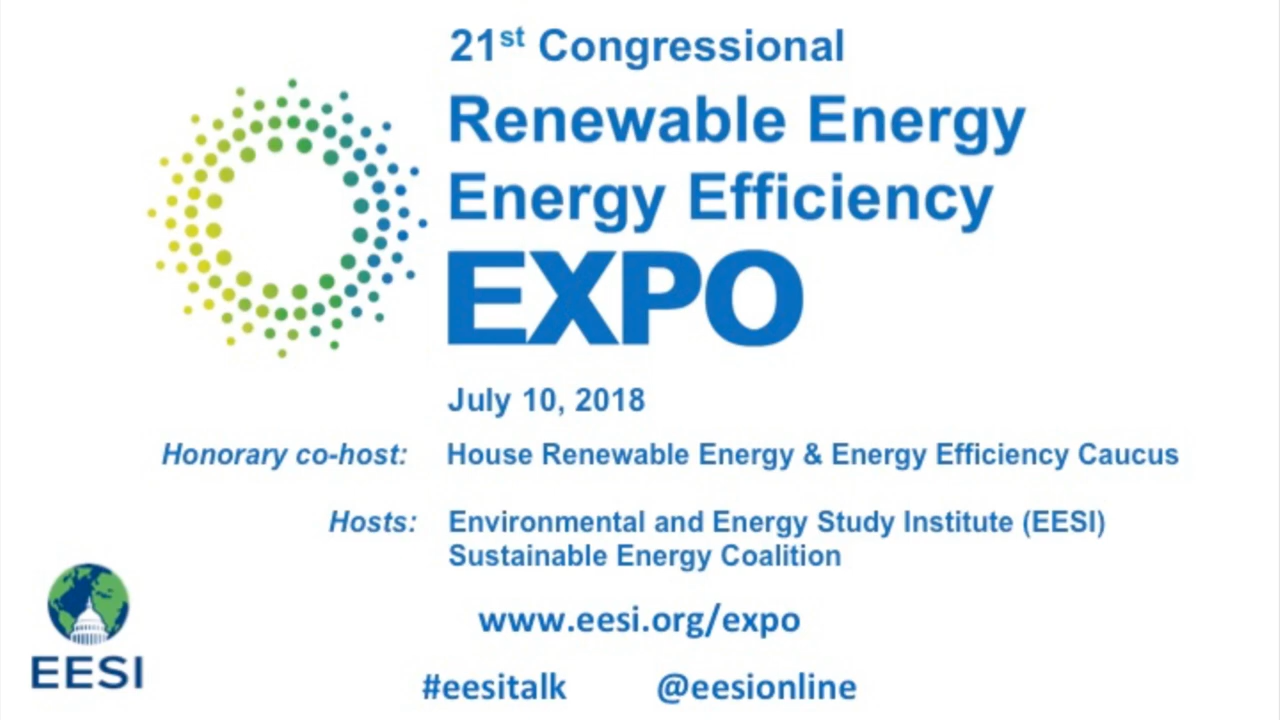 21st Congressional
Renewable Energy
Energy Efficiency
EXPO
July 10, 2018
Honorary co-host: House Renewable Energy & Energy Efficiency Caucus
Hosts: Environmental and Energy Study Institute (EESI)
Sustainable Energy Coalition
www.eesi.org/expo
#eesitalk @eesionline
EESI